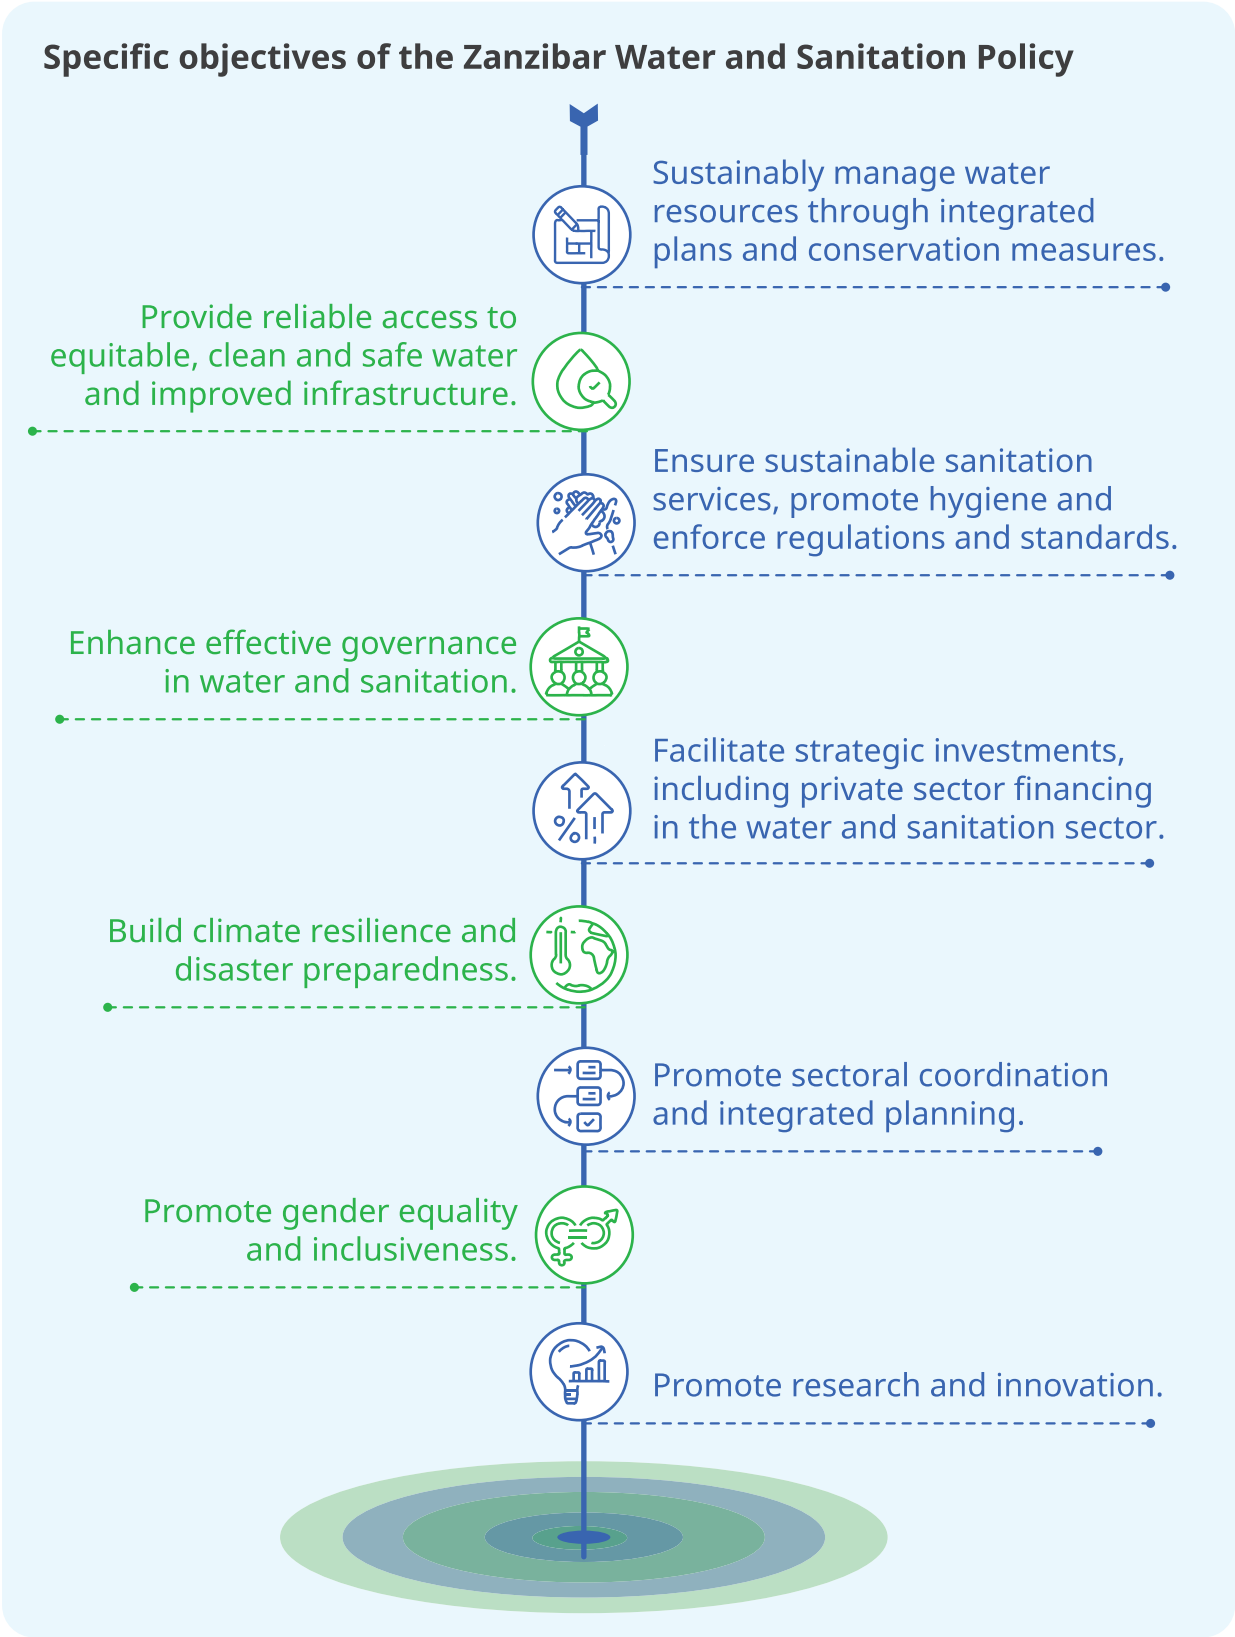 Specific objectives of the Zanzibar Water and Sanitation Policy
Sustainably manage water
resources through integrated
plans and conservation measures.
Provide reliable access to
equitable, clean and safe water
and improved infrastructure.
Ensure sustainable sanitation
services, promote hygiene and
enforce regulations and standards.
Enhance effective governance
in water and sanitation.
Facilitate strategic investments,
including private sector financing
in the water and sanitation sector.
Build climate resilience and
disaster preparedness.
Promote sectoral coordination
and integrated planning.
Promote gender equality
and inclusiveness.
Promote research and innovation.